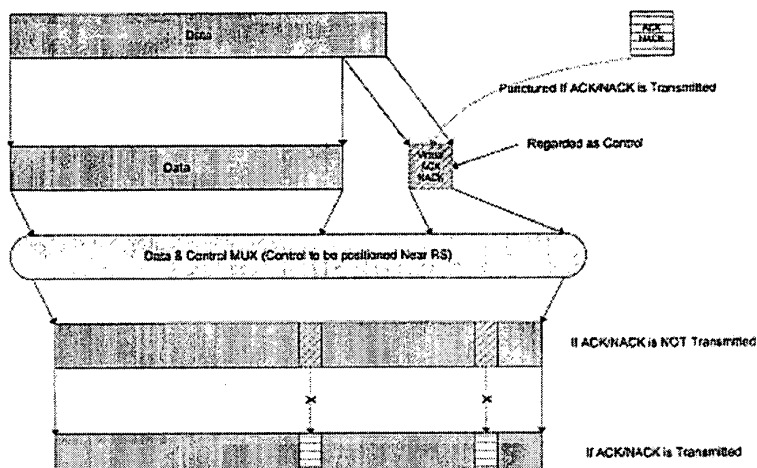 Data
ACK
NACK
Punctured If ACK/NACK is Transmitted
Regarded as Control
Data
Virtual
ACK
NACK
Data & Control MUX (Control to be positioned Near RS)
If ACK/NACK is NOT Transmitted
If ACK/NACK is Transmitted